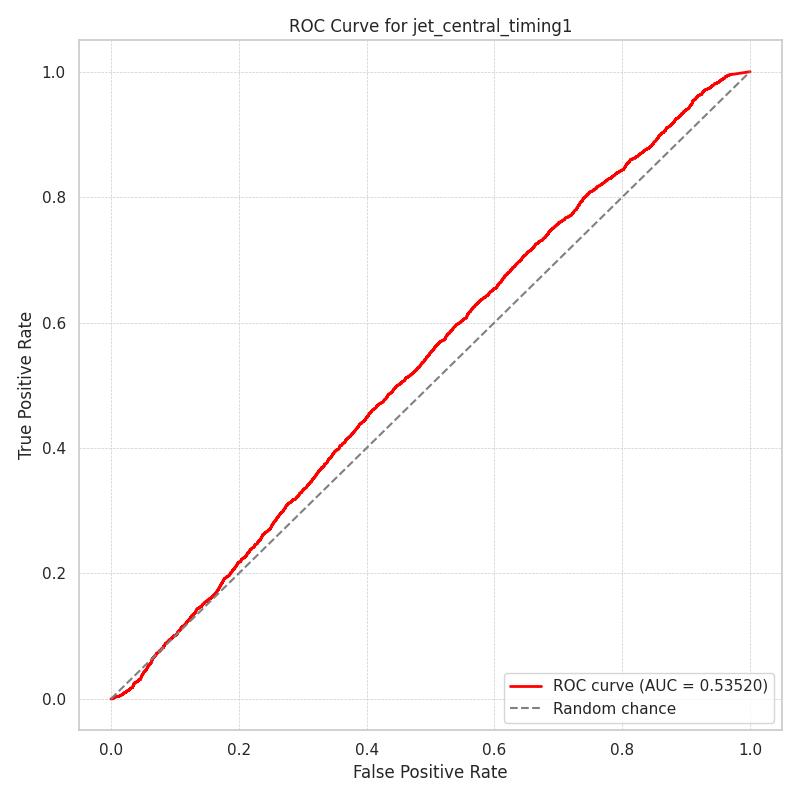 ROC Curve for jet_central_timing1
True Positive Rate
1.0
0.8
0.6
0.4
0.2
0.0
0.0 0.2 0.4 0.6 0.8 1.0
False Positive Rate
ROC curve (AUC = 0.53520)
Random chance